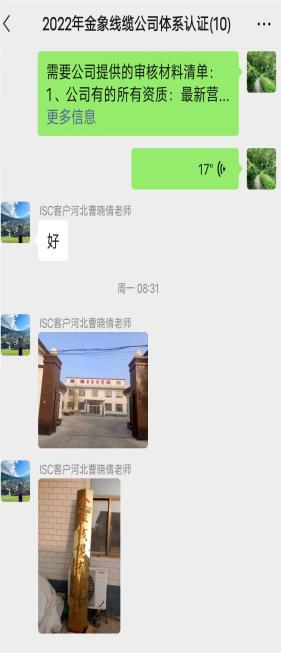 2022年金象线缆公司体系认证(10)
需要公司提供的审核材料清单：
1、公司有的所有资质：最新营...
更多信息
17"
ISC客户河北曹晓倩老师
好
周一 08:31
ISC客户河北曹晓倩老师
ISC客户河北曹晓倩老师